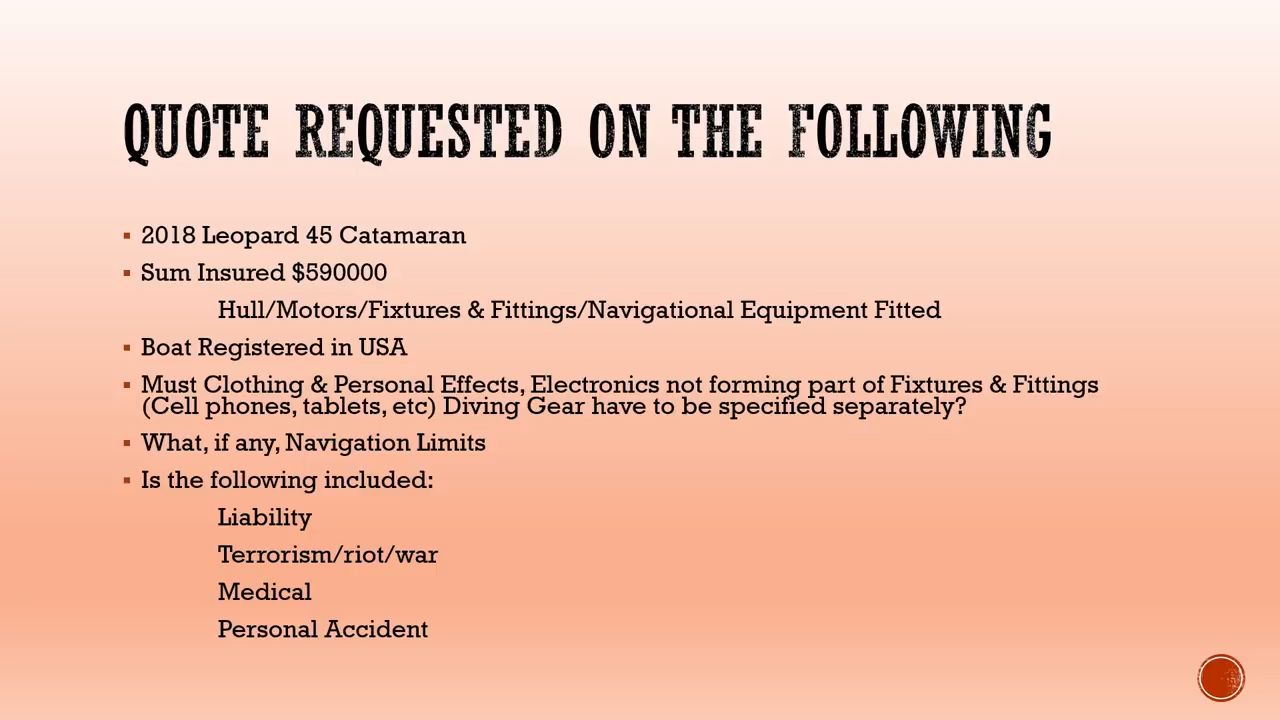 QUOTE REQUESTED ON THE FOLLOWING
▪ 2018 Leopard 45 Catamaran
▪ Sum Insured $590000
Hull/Motors/Fixtures & Fittings/Navigational Equipment Fitted
▪ Boat Registered in USA
▪ Must Clothing & Personal Effects, Electronics not forming part of Fixtures & Fittings
(Cell phones, tablets, etc) Diving Gear have to be specified separately?
▪ What, if any, Navigation Limits
▪ Is the following included:
Liability
Terrorism/riot/war
Medical
Personal Accident